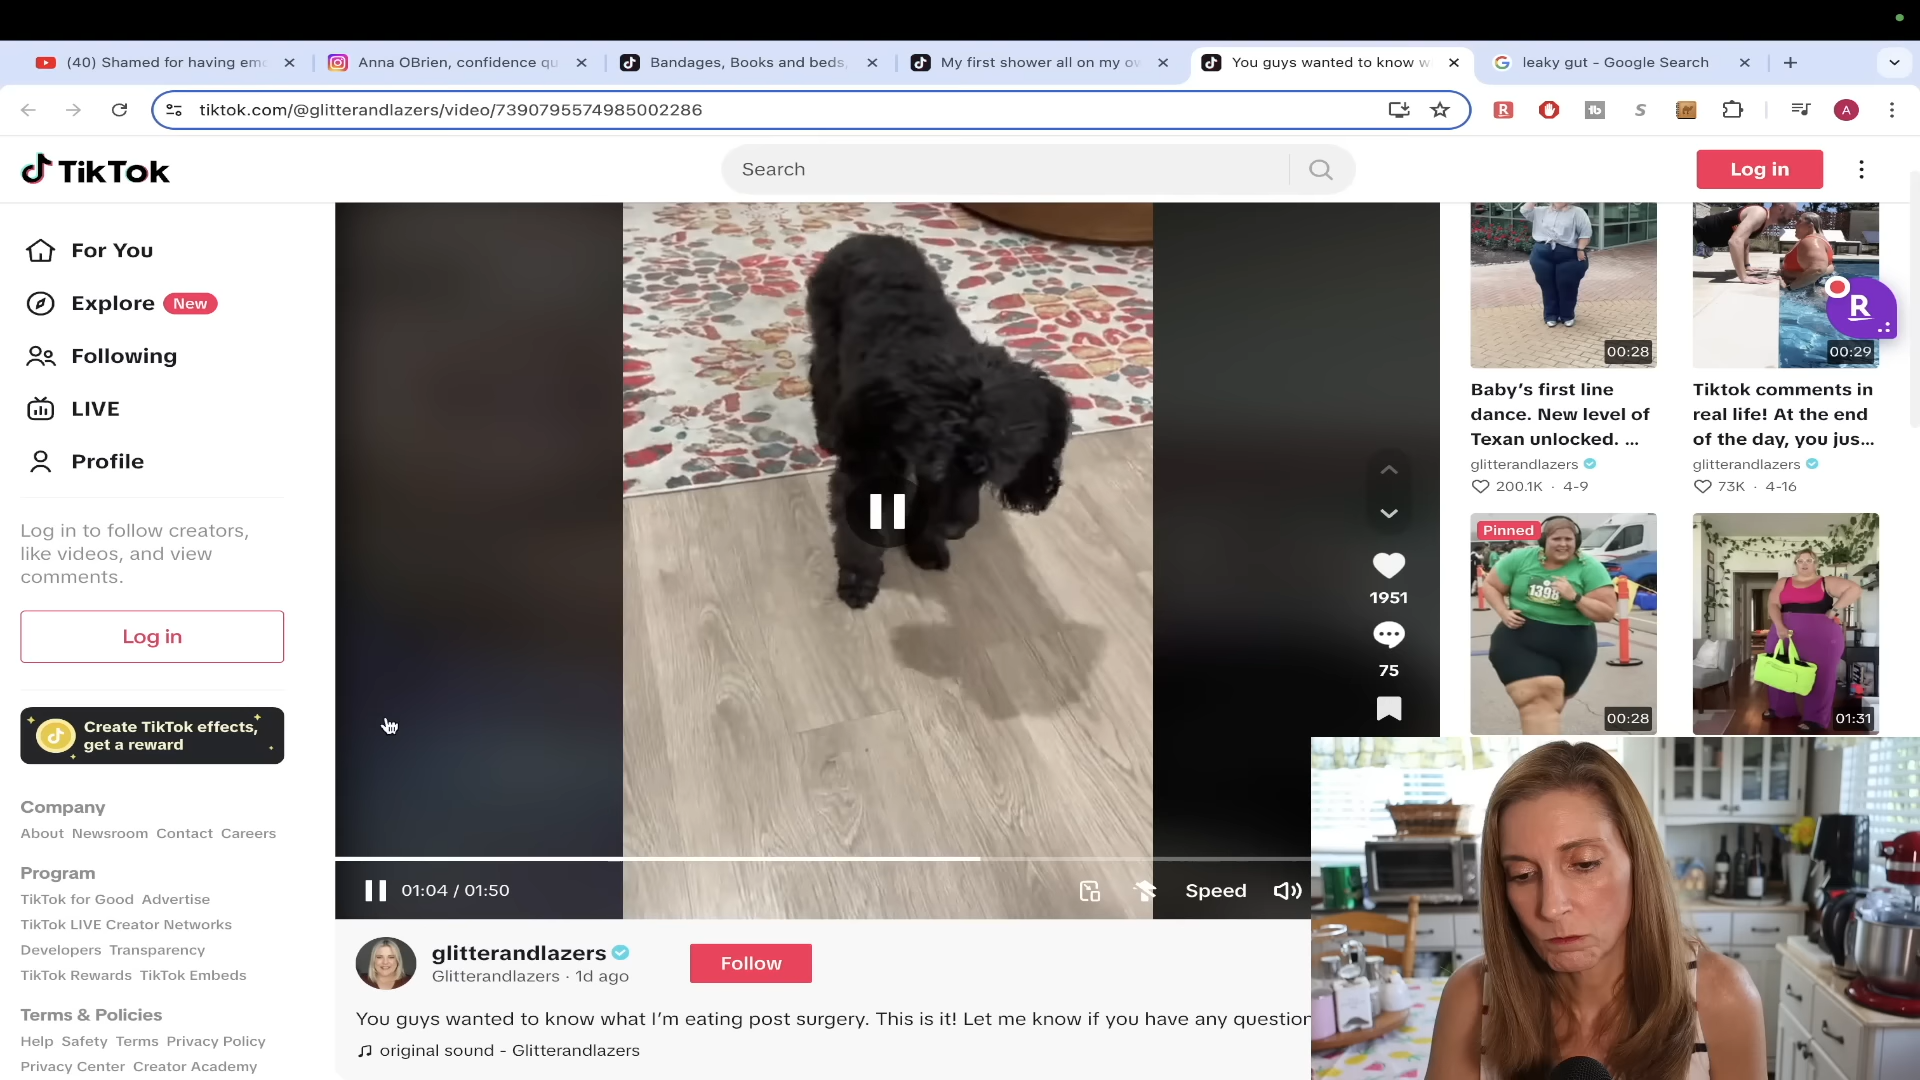 (40) Shamed for having emo
Anna OBrien, confidence qu
Bandages, Books and beds,
My first shower all on my ow
You guys wanted to know w
leaky gut - Google Search
tiktok.com/@glitterandlazers/video/7390795574985002286
R
tb
S
A
TikTok
Search
Log in
For You
Explore New
Following
LIVE
Profile
Log in to follow creators,
like videos, and view
comments.
Log in
Create TikTok effects,
get a reward
Company
About Newsroom Contact Careers
Program
TikTok for Good Advertise
TikTok LIVE Creator Networks
Developers Transparency
TikTok Rewards TikTok Embeds
Terms & Policies
Help Safety Terms Privacy Policy
Privacy Center Creator Academy
1951
75
01:04 / 01:50
Speed
glitterandlazers
Glitterandlazers · 1d ago
Follow
You guys wanted to know what I'm eating post surgery. This is it! Let me know if you have any question
original sound - Glitterandlazers
00:28
Baby's first line
dance. New level of
Texan unlocked. ...
glitterandlazers
200.1K · 4-9
00:29
R
Tiktok comments in
real life! At the end
of the day, you jus...
glitterandlazers
73K · 4-16
Pinned
1398
00:28
01:31